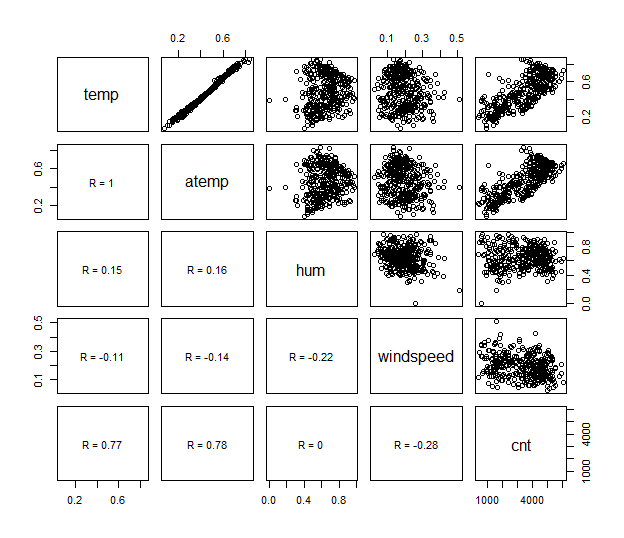 0.2 0.6 0.1 0.3 0.5
temp
0.2 0.6
0.2 0.6
R = 1
atemp
R = 0.15
R = 0.16
hum
0.0 0.4 0.8
0.1 0.3 0.5
R = -0.11
R = -0.14
R = -0.22
windspeed
R = 0.77
R = 0.78
R = 0
R = -0.28
cnt
1000 4000
0.2 0.6 0.0 0.4 0.8 1000 4000